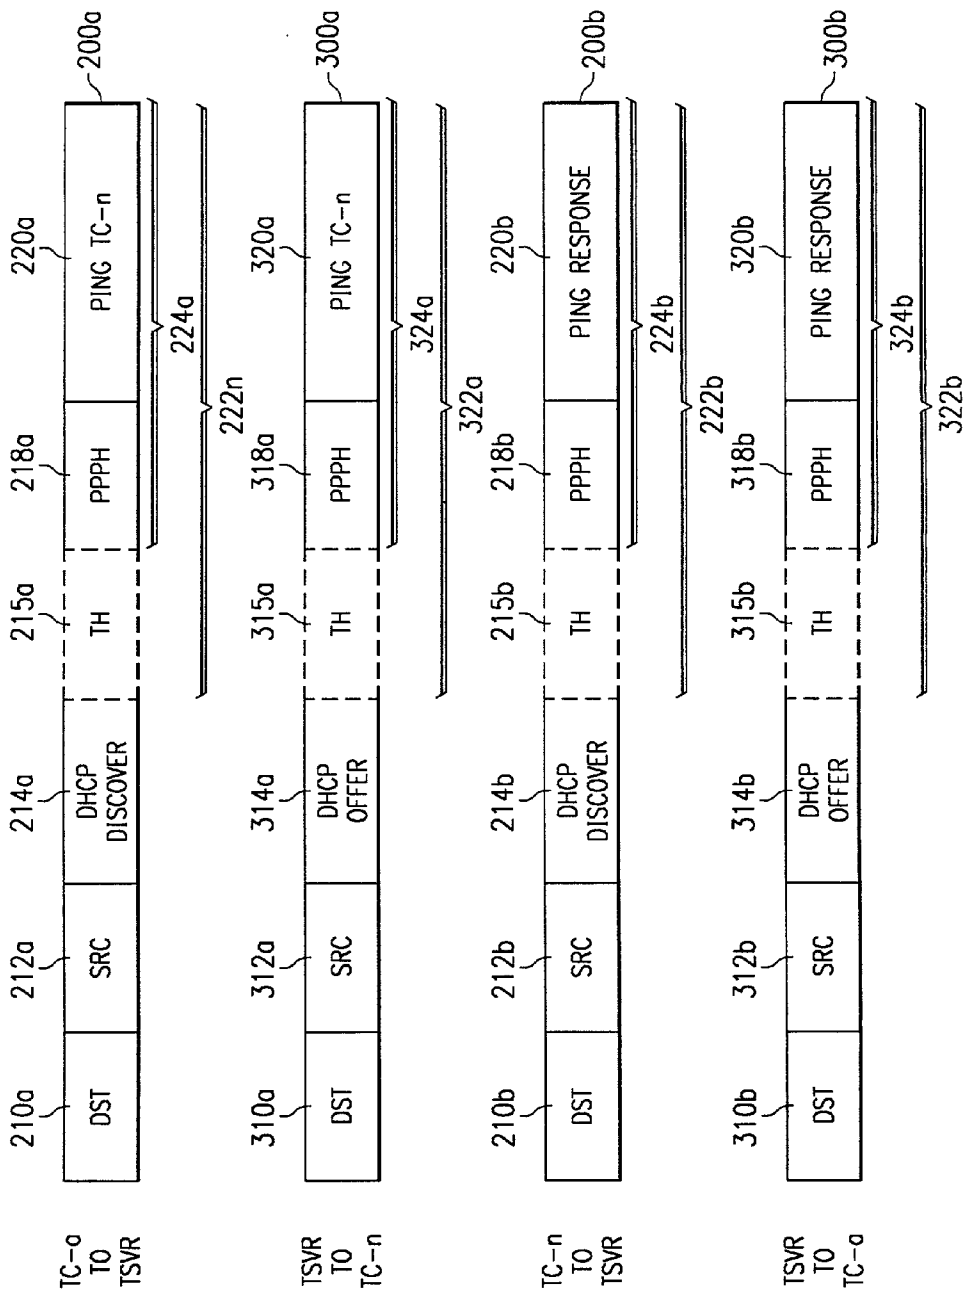 210a
212a
214a
215a
218a
220a
TC-a
TO
TSVR
DST
SRC
DHCP
DISCOVER
TH
PPPH
PING TC-n
200a
224a
222n
310a
312a
314a
315a
318a
320a
TSVR
TO
TC-n
DST
SRC
DHCP
OFFER
TH
PPPH
PING TC-n
300a
324a
322a
210b
212b
214b
215b
218b
220b
TC-n
TO
TSVR
DST
SRC
DHCP
DISCOVER
TH
PPPH
PING RESPONSE
200b
224b
222b
310b
312b
314b
315b
318b
320b
TSVR
TO
TC-a
DST
SRC
DHCP
OFFER
TH
PPPH
PING RESPONSE
300b
324b
322b